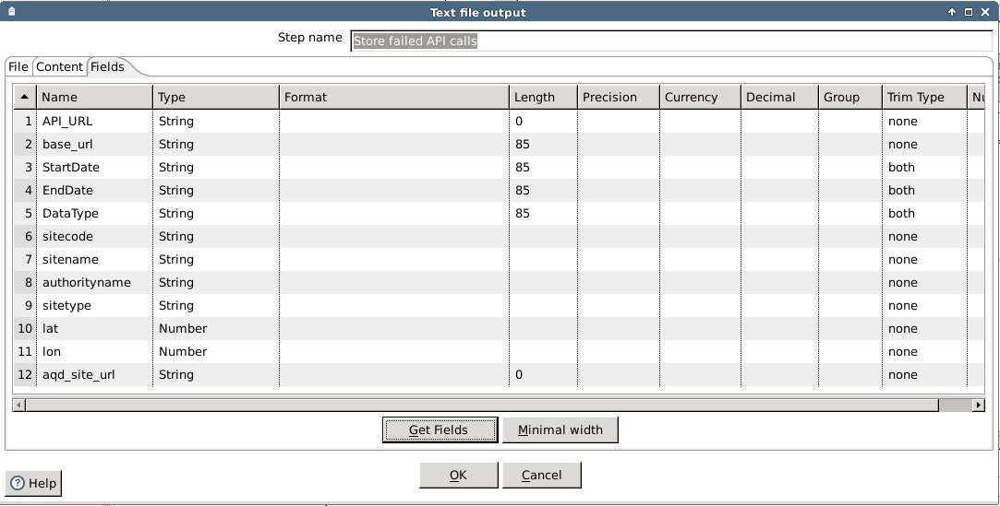 Text file output
Step name Store failed API calls
File Content Fields
Name Type Format Length Precision Currency Decimal Group Trim Type
1 API_URL String 0 none
2 base_url String 85 none
3 StartDate String 85 both
4 EndDate String 85 both
5 DataType String 85 both
6 sitecode String none
7 sitename String none
8 authorityname String none
9 sitetype String none
10 lat Number none
11 lon Number none
12 aqd_site_url String 0 none
Get Fields Minimal width
OK Cancel
? Help